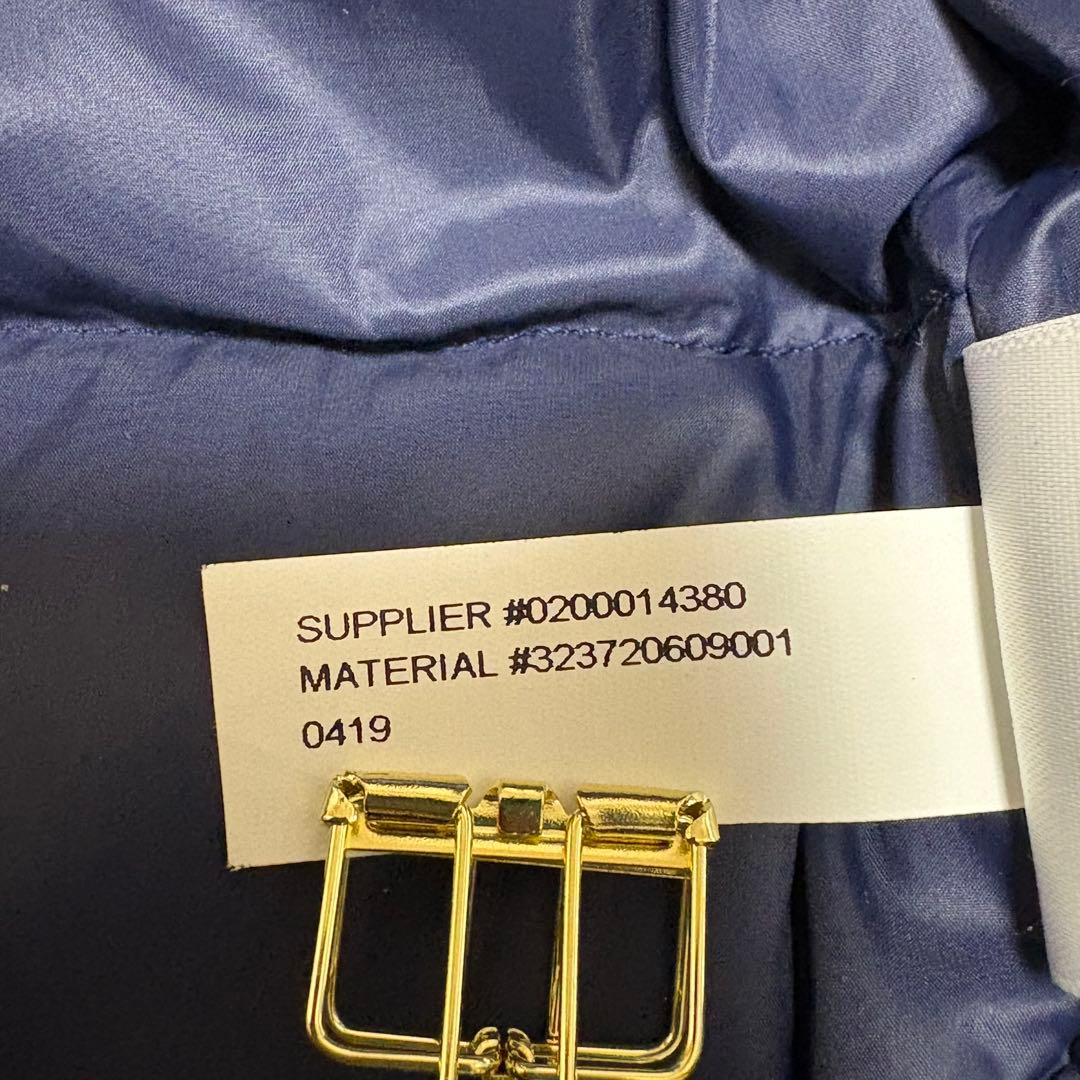 SUPPLIER #0200014380
MATERIAL #323720609001
0419